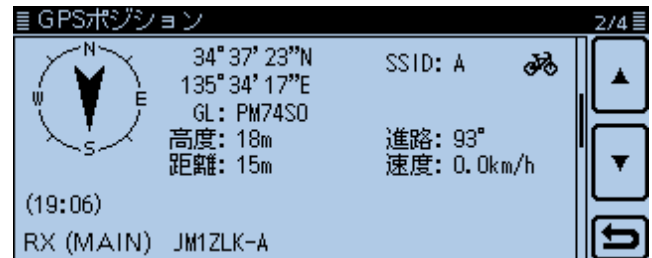 GPSポジション 2/4
N
W E
S
34°37'23”N
135°34'17”E
GL: PM74SO
高度: 18m
距離: 15m
SSID: A
進路: 93°
速度: 0.0km/h
(19:06)
RX (MAIN) JM1ZLK-A